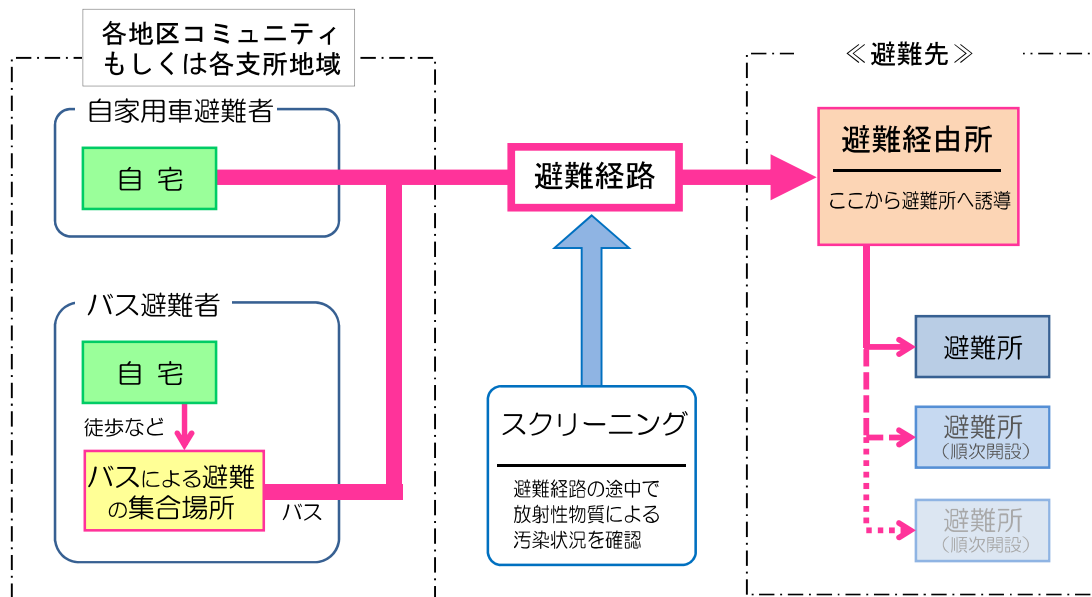 各地区コミュニティ
もしくは各支所地域
自家用車避難者
自 宅
バス避難者
自 宅
徒歩など
バスによる避難
の集合場所
バス
避難経路
スクリーニング
避難経路の途中で
放射性物質による
汚染状況を確認
≪避難先≫
避難経由所
ここから避難所へ誘導
避難所
避難所
（順次開設）
避難所
（順次開設）